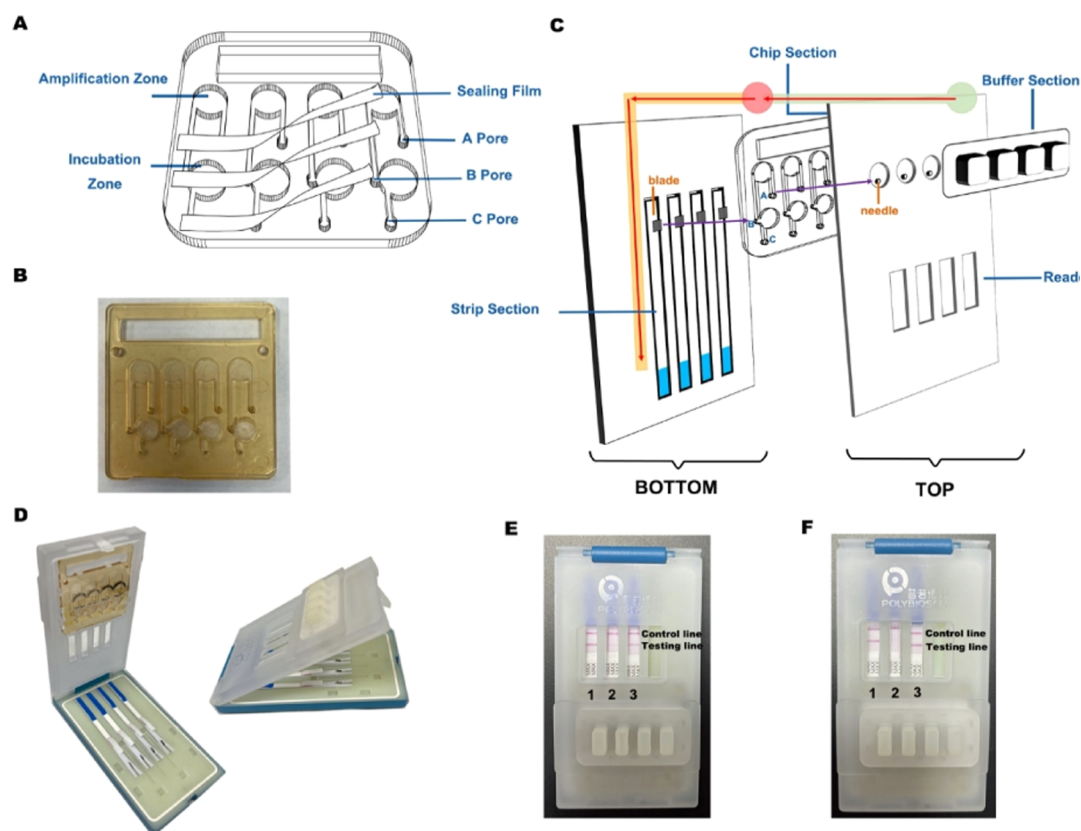 A
Amplification Zone
Sealing Film
A Pore
Incubation
Zone
B Pore
C Pore
B
C
Chip Section
Buffer Section
blade
A
needle
B
C
Strip Section
BOTTOM
TOP
D
E
Control line
Testing line
1 2 3
F
POLYBIOS
Control line
Testing line
1 2 3